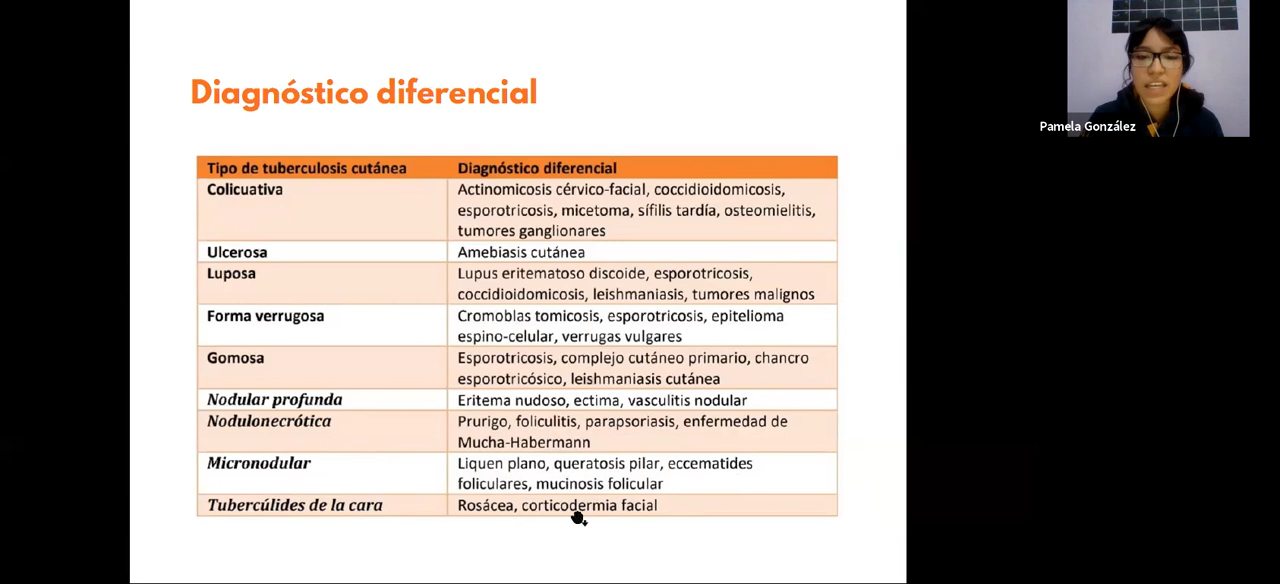 Diagnóstico diferencial
Pamela González
Tipo de tuberculosis cutánea Diagnóstico diferencial
Colicuativa Actinomicosis cérvico-facial, coccidioidomicosis,
esporotricosis, micetoma, sífilis tardía, osteomielitis,
tumores ganglionares
Ulcerosa Amebiasis cutánea
Luposa Lupus eritematoso discoide, esporotricosis,
coccidioidomicosis, leishmaniasis, tumores malignos
Forma verrugosa Cromoblas tomicosis, esporotricosis, epitelioma
espino-celular, verrugas vulgares
Gomosa Esporotricosis, complejo cutáneo primario, chancro
esporotricósico, leishmaniasis cutánea
Nodular profunda Eritema nudoso, ectima, vasculitis nodular
Nodulonecrótica Prurigo, foliculitis, parapsoriasis, enfermedad de
Mucha-Habermann
Micronodular Liquen plano, queratosis pilar, eccematides
foliculares, mucinosis folicular
Tubercúlides de la cara Rosácea, corticodermia facial